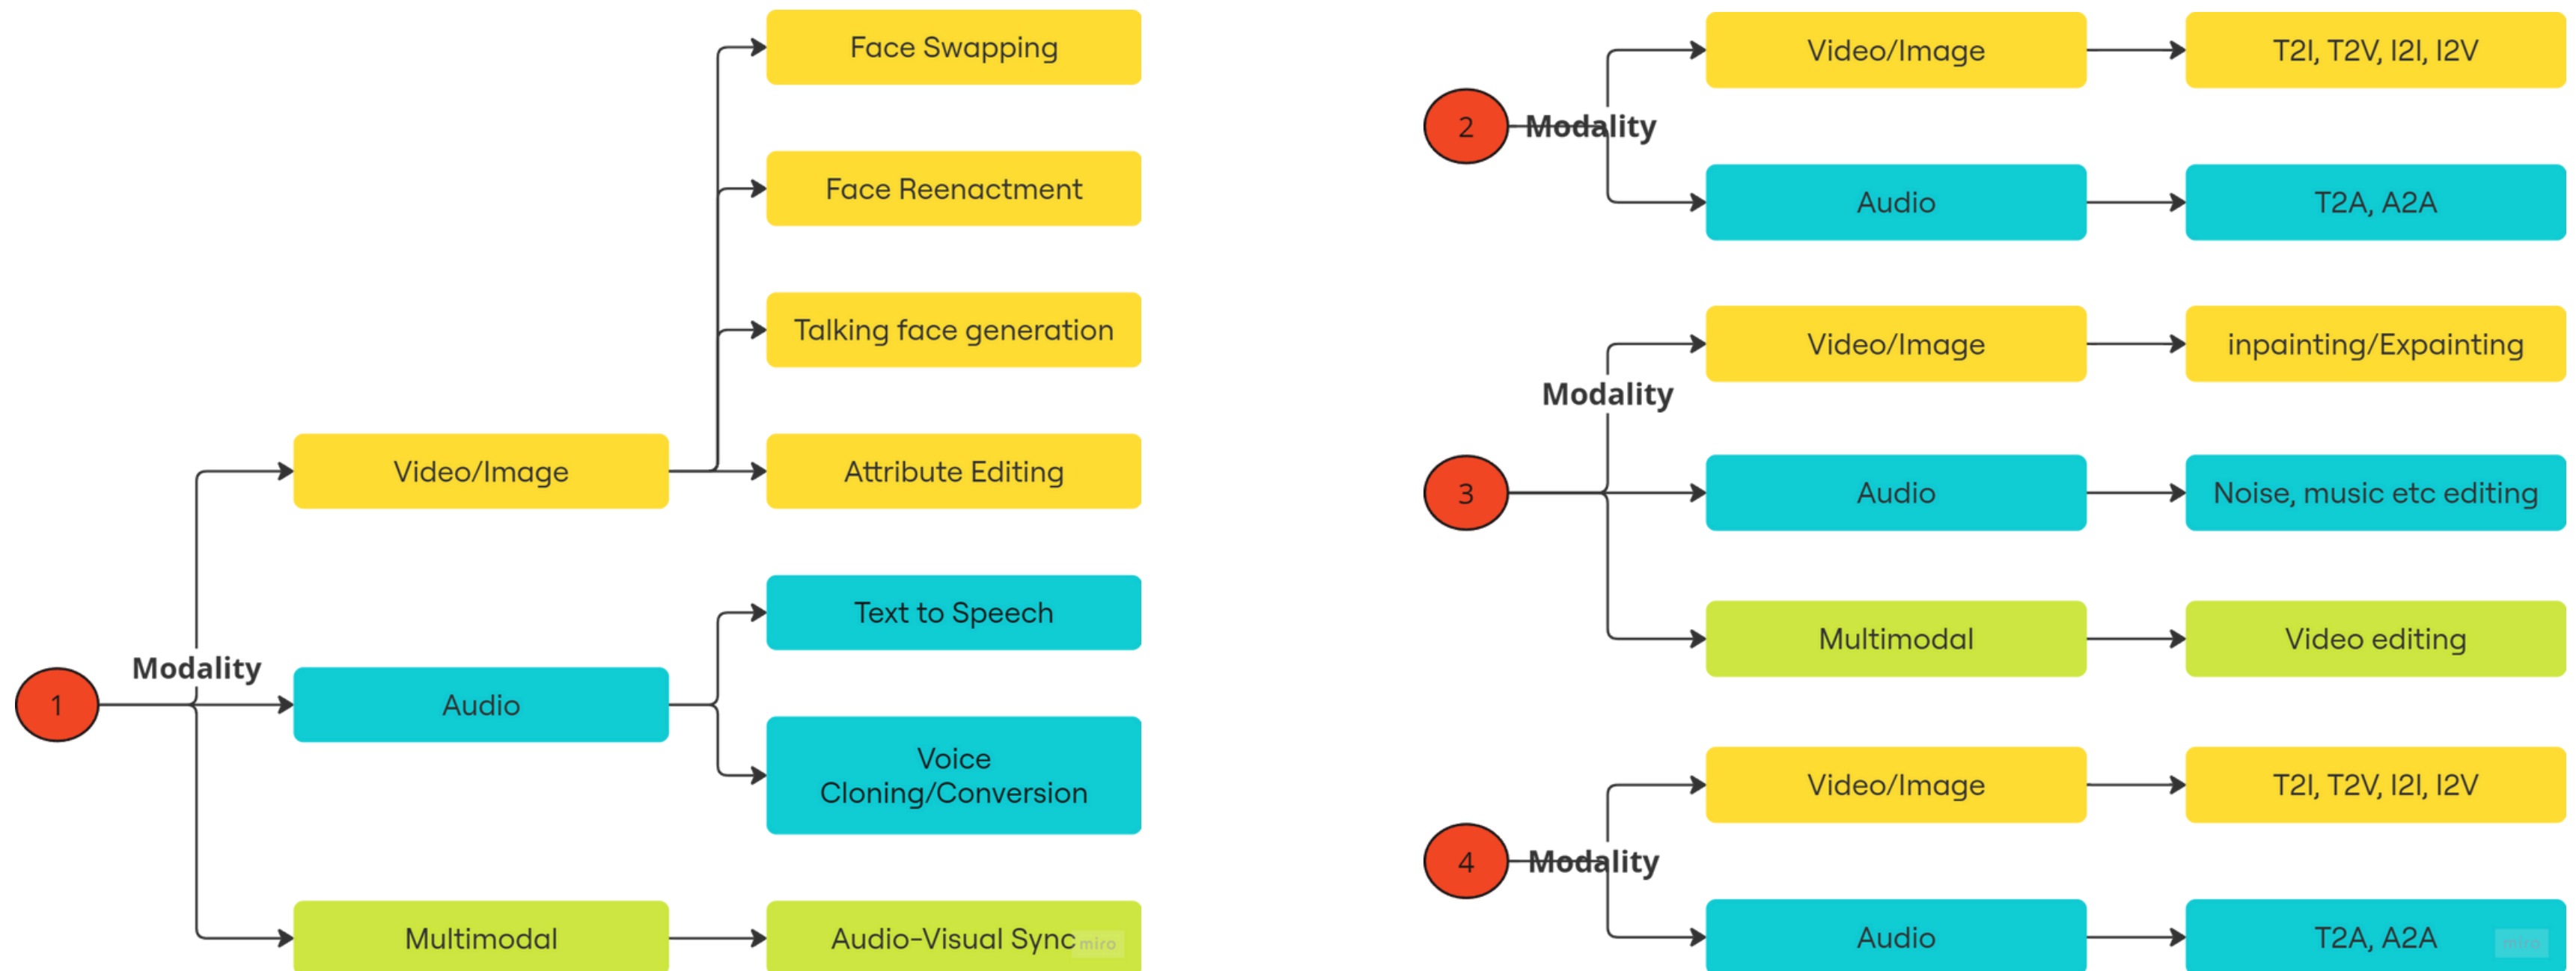 Face Swapping
Face Reenactment
Talking face generation
Video/Image
Attribute Editing
Text to Speech
Modality
1
Audio
Voice
Cloning/Conversion
Multimodal
Audio-Visual Sync
miro
Video/Image
T2I, T2V, I2I, I2V
2
Modality
Audio
T2A, A2A
Video/Image
inpainting/Expainting
Modality
3
Audio
Noise, music etc editing
Multimodal
Video editing
Video/Image
T2I, T2V, I2I, I2V
4
Modality
Audio
T2A, A2A
miro